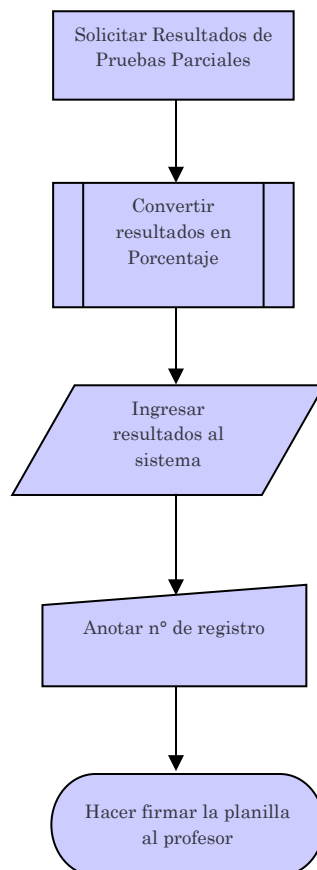 Solicitar Resultados de
Pruebas Parciales
Convertir
resultados en
Porcentaje
Ingresar
resultados al
sistema
Anotar n° de registro
Hacer firmar la planilla
al profesor